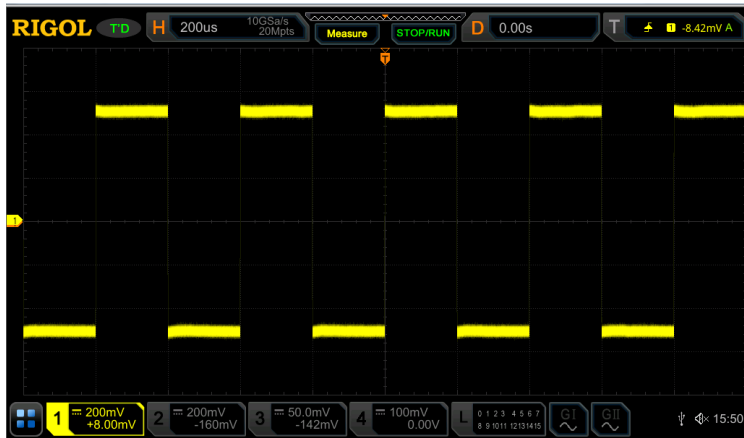 RIGOL T'D H 200us 10GSa/s 20Mpts Measure STOP/RUN D 0.00s T 1 -8.42mV A
T
1
1 200mV +8.00mV 2 200mV -160mV 3 50.0mV -142mV 4 100mV 0.00V L 0 1 2 3 4 5 6 7 8 9 10 11 12 13 14 15 GI GII 15:50